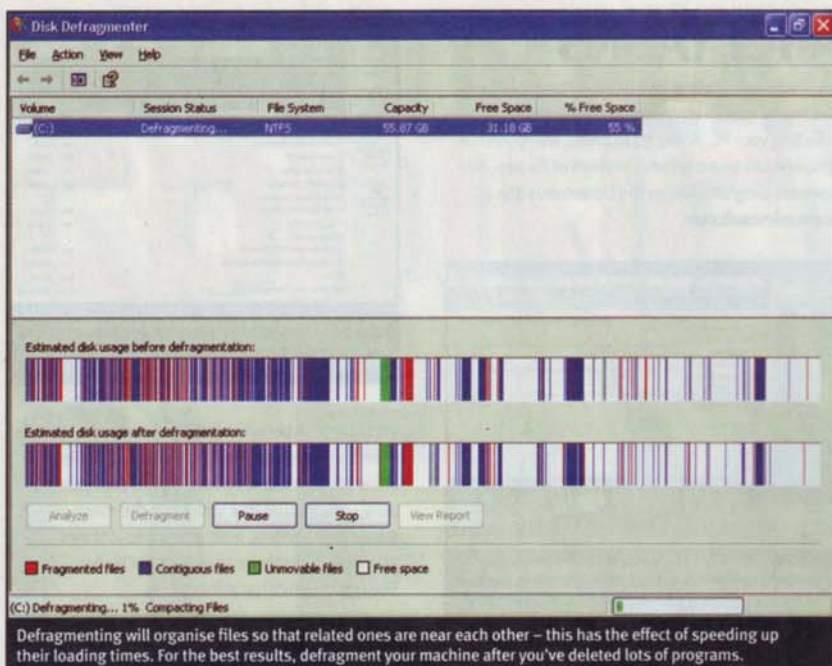 Disk Defragmenter
File Action View Help
Volume Session Status File System Capacity Free Space % Free Space
(C:) Defragmenting... NTFS 55.87 GB 31.18 GB 55 %
Estimated disk usage before defragmentation:
Estimated disk usage after defragmentation:
Analyze Defragment Pause Stop View Report
Fragmented files Contiguous files Unmovable files Free space
(C:) Defragmenting... 1% Compacting Files
Defragmenting will organise files so that related ones are near each other – this has the effect of speeding up
their loading times. For the best results, defragment your machine after you've deleted lots of programs.